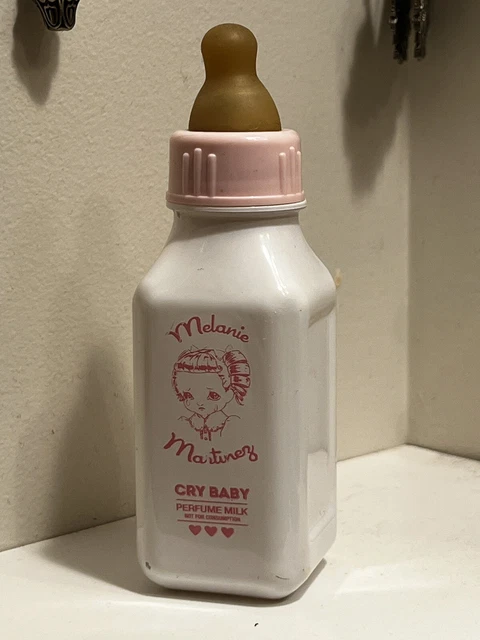 Melanie
Martinez
CRY BABY
PERFUME MILK
NOT FOR CONSUMPTION